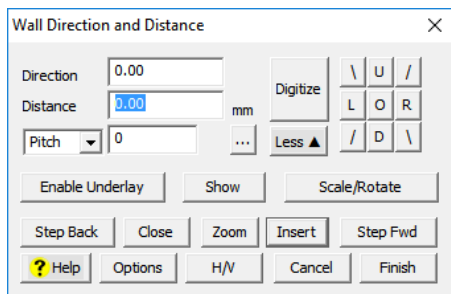 Wall Direction and Distance
Direction 0.00 Digitize \ U /
Distance 0.00 mm L O R
Pitch 0 ... Less ▲ / D \
Enable Underlay Show Scale/Rotate
Step Back Close Zoom Insert Step Fwd
? Help Options H/V Cancel Finish